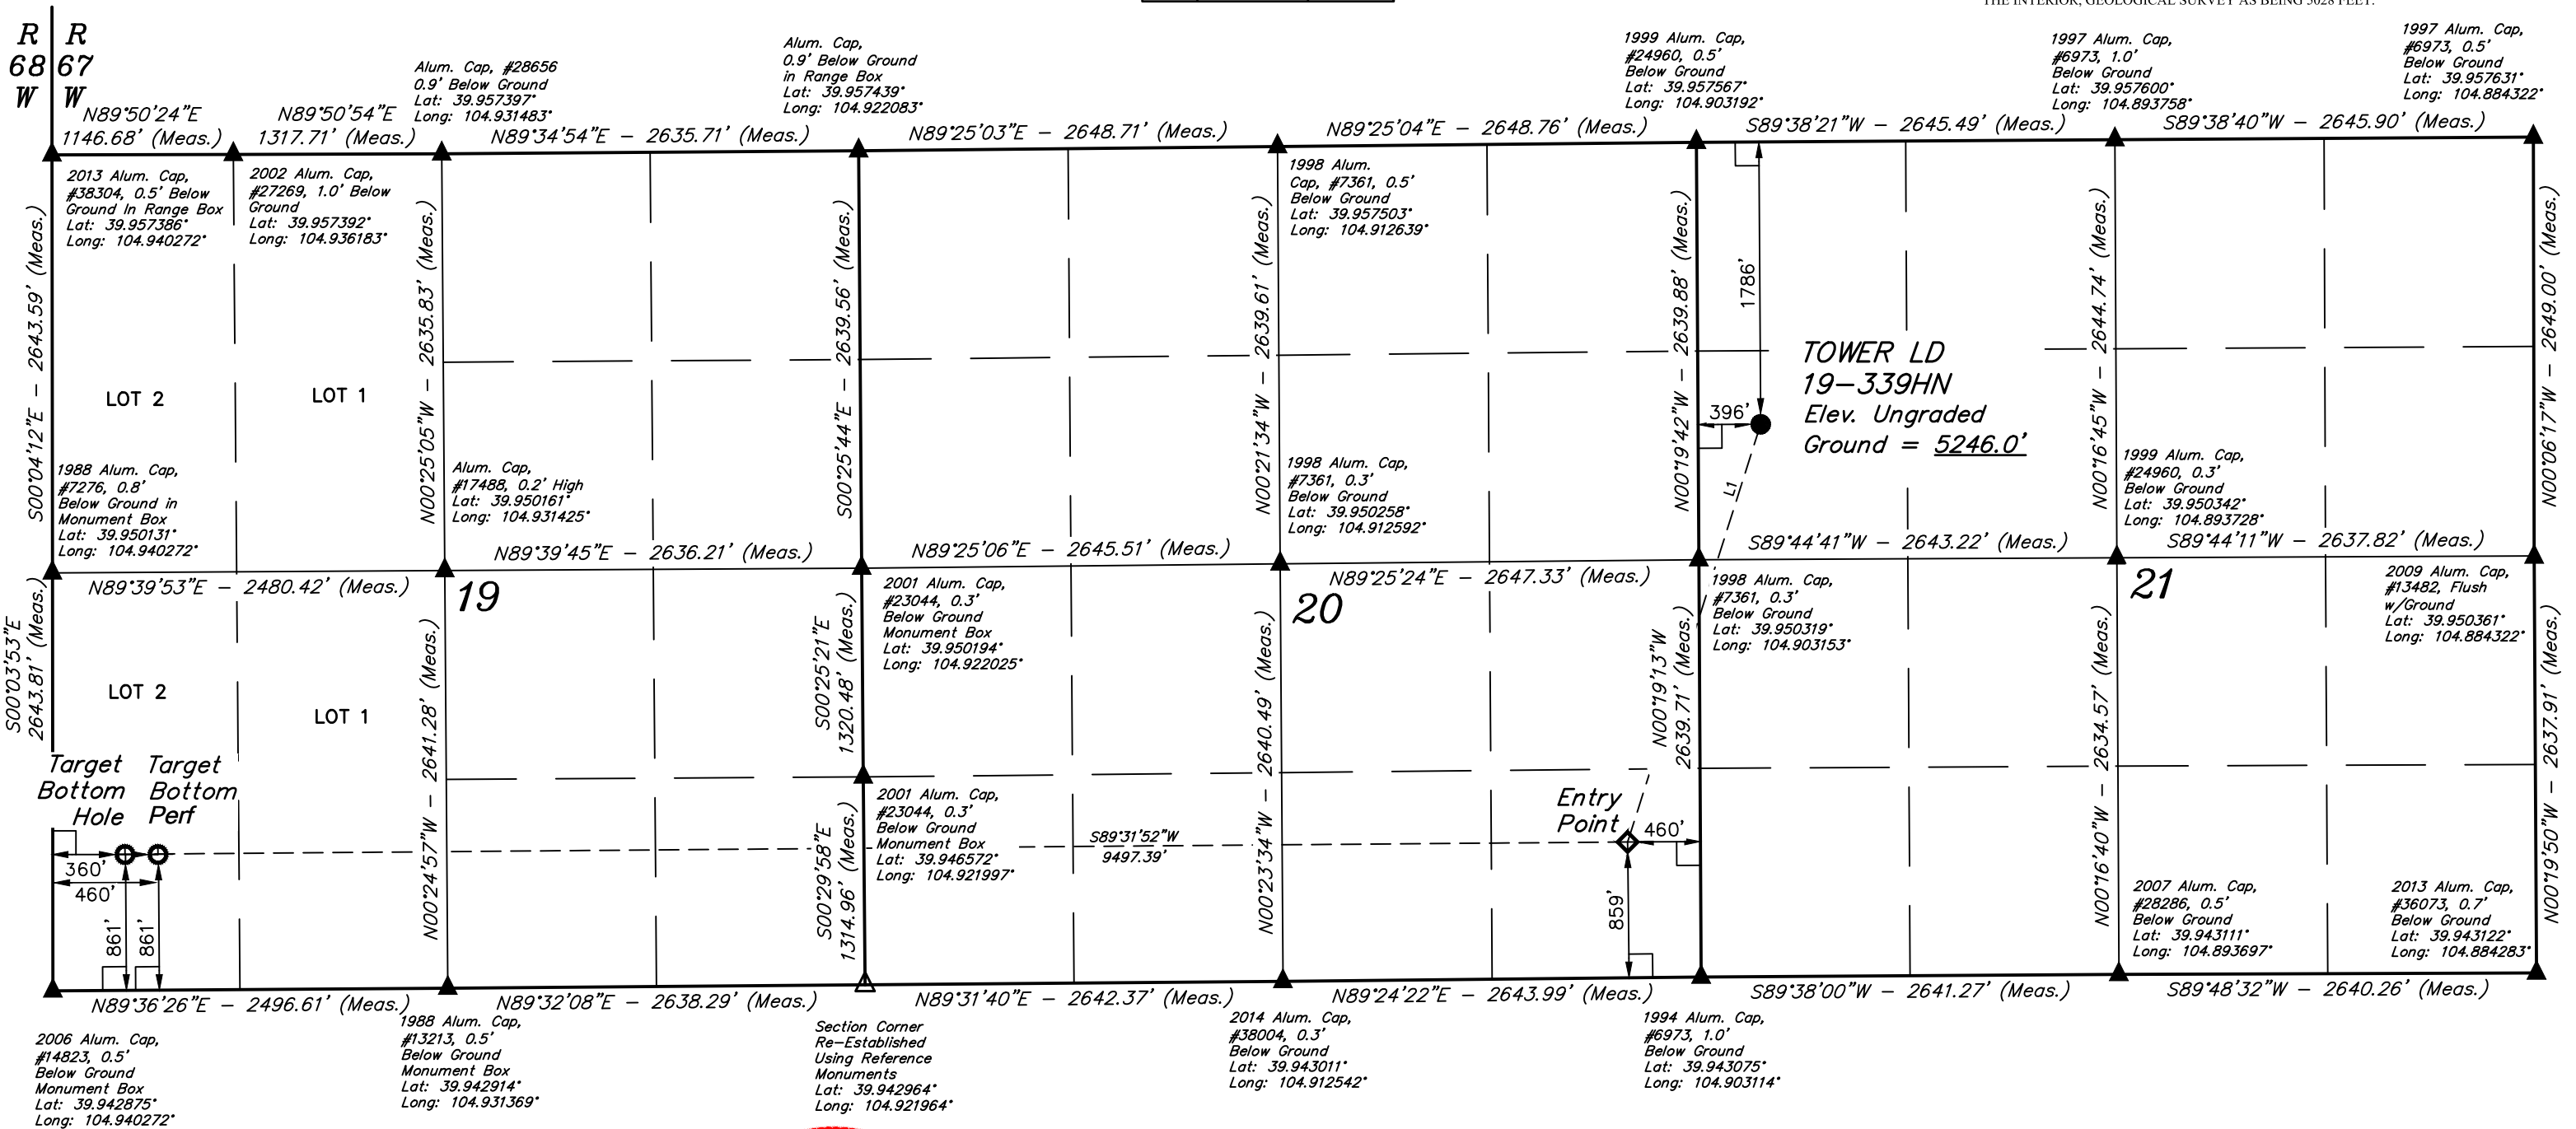 THE INTERIOR, GEOLOGICAL SURVEY AS BEING 5028 FEET.
R R
68 67
W W
N89°50'24"E
1146.68' (Meas.)
N89°50'54"E
1317.71' (Meas.)
Alum. Cap, #28656
0.9' Below Ground
Lat: 39.957397°
Long: 104.931483°
N89°34'54"E - 2635.71' (Meas.)
Alum. Cap,
0.9' Below Ground
in Range Box
Lat: 39.957439°
Long: 104.922083°
N89°25'03"E - 2648.71' (Meas.)
N89°25'04"E - 2648.76' (Meas.)
1999 Alum. Cap,
#24960, 0.5'
Below Ground
Lat: 39.957567°
Long: 104.903192°
S89°38'21"W - 2645.49' (Meas.)
1997 Alum. Cap,
#6973, 1.0'
Below Ground
Lat: 39.957600°
Long: 104.893758°
S89°38'40"W - 2645.90' (Meas.)
1997 Alum. Cap,
#6973, 0.5'
Below Ground
Lat: 39.957631°
Long: 104.884322°
2013 Alum. Cap,
#38304, 0.5' Below
Ground In Range Box
Lat: 39.957386°
Long: 104.940272°
2002 Alum. Cap,
#27269, 1.0' Below
Ground
Lat: 39.957392°
Long: 104.936183°
1998 Alum.
Cap, #7361, 0.5'
Below Ground
Lat: 39.957503°
Long: 104.912639°
S00°04'12"E - 2643.59' (Meas.)
N00°25'05"W - 2635.83' (Meas.)
S00°25'44"E - 2639.56' (Meas.)
N00°21'34"W - 2639.61' (Meas.)
N00°19'42"W - 2639.88' (Meas.)
1786'
N00°16'45"W - 2644.74' (Meas.)
N00°06'17"W - 2649.00' (Meas.)
LOT 2
LOT 1
396'
TOWER LD
19-339HN
Elev. Ungraded
Ground = 5246.0'
L1
1988 Alum. Cap,
#7276, 0.8'
Below Ground in
Monument Box
Lat: 39.950131°
Long: 104.940272°
Alum. Cap,
#17488, 0.2' High
Lat: 39.950161°
Long: 104.931425°
1998 Alum. Cap,
#7361, 0.3'
Below Ground
Lat: 39.950258°
Long: 104.912592°
1999 Alum. Cap,
#24960, 0.3'
Below Ground
Lat: 39.950342°
Long: 104.893728°
N89°39'53"E - 2480.42' (Meas.)
N89°39'45"E - 2636.21' (Meas.)
N89°25'06"E - 2645.51' (Meas.)
N89°25'24"E - 2647.33' (Meas.)
S89°44'41"W - 2643.22' (Meas.)
S89°44'11"W - 2637.82' (Meas.)
19
20
21
2001 Alum. Cap,
#23044, 0.3'
Below Ground
Monument Box
Lat: 39.950194°
Long: 104.922025°
1998 Alum. Cap,
#7361, 0.3'
Below Ground
Lat: 39.950319°
Long: 104.903153°
2009 Alum. Cap,
#13482, Flush
w/Ground
Lat: 39.950361°
Long: 104.884322°
S00°03'53"E
2643.81' (Meas.)
N00°24'57"W - 2641.28' (Meas.)
S00°25'21"E
1320.48' (Meas.)
N00°23'34"W - 2640.49' (Meas.)
N00°19'13"W
2639.71' (Meas.)
N00°16'40"W - 2634.57' (Meas.)
N00°19'50"W - 2637.91' (Meas.)
LOT 2
LOT 1
Target
Bottom
Hole
Target
Bottom
Perf
360'
460'
861'
861'
S00°29'58"E
1314.96' (Meas.)
2001 Alum. Cap,
#23044, 0.3'
Below Ground
Monument Box
Lat: 39.946572°
Long: 104.921997°
S89°31'52"W
9497.39'
Entry
Point
460'
859'
2007 Alum. Cap,
#28286, 0.5'
Below Ground
Lat: 39.943111°
Long: 104.893697°
2013 Alum. Cap,
#36073, 0.7'
Below Ground
Lat: 39.943122°
Long: 104.884283°
N89°36'26"E - 2496.61' (Meas.)
N89°32'08"E - 2638.29' (Meas.)
N89°31'40"E - 2642.37' (Meas.)
N89°24'22"E - 2643.99' (Meas.)
S89°38'00"W - 2641.27' (Meas.)
S89°48'32"W - 2640.26' (Meas.)
2006 Alum. Cap,
#14823, 0.5'
Below Ground
Monument Box
Lat: 39.942875°
Long: 104.940272°
1988 Alum. Cap,
#13213, 0.5'
Below Ground
Monument Box
Lat: 39.942914°
Long: 104.931369°
Section Corner
Re-Established
Using Reference
Monuments
Lat: 39.942964°
Long: 104.921964°
2014 Alum. Cap,
#38004, 0.3'
Below Ground
Lat: 39.943011°
Long: 104.912542°
1994 Alum. Cap,
#6973, 1.0'
Below Ground
Lat: 39.943075°
Long: 104.903114°